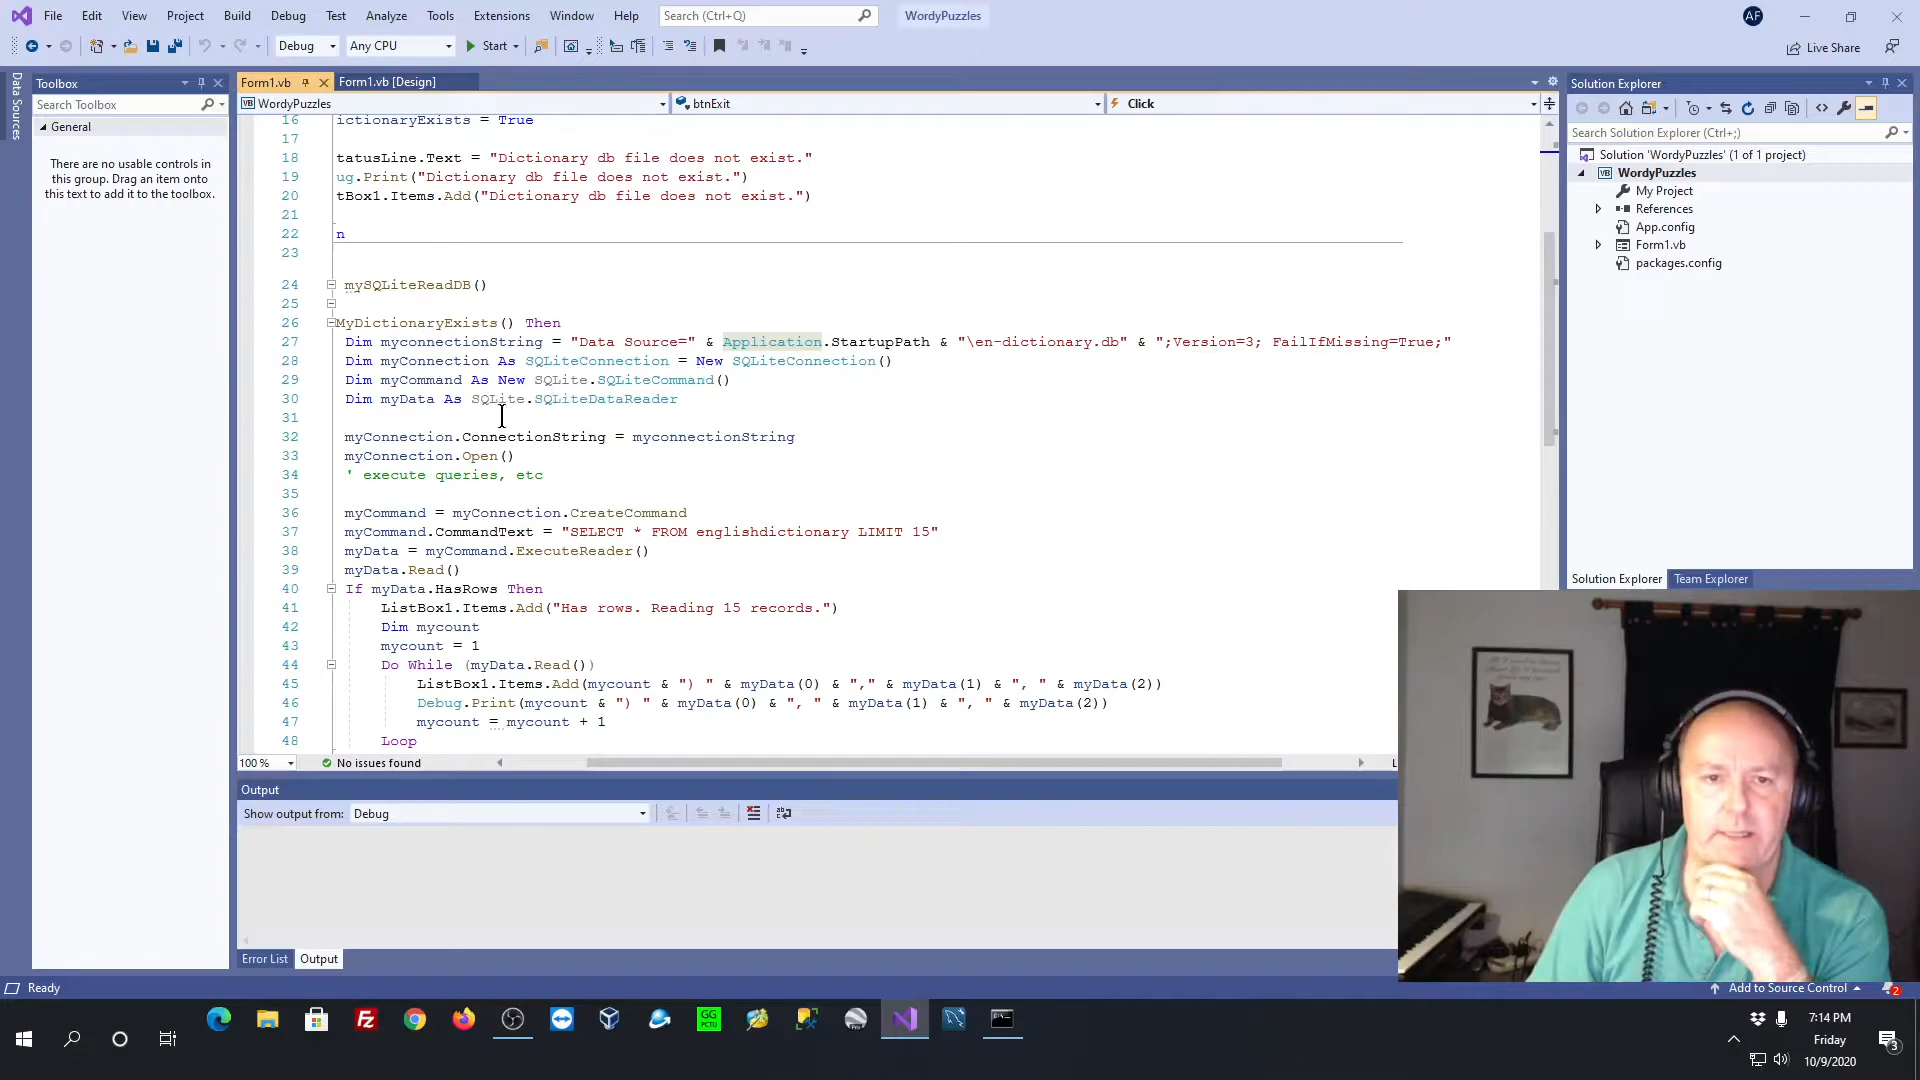 File Edit View Project Build Debug Test Analyze Tools Extensions Window Help Search (Ctrl+Q) WordyPuzzles AF
Debug Any CPU Start Live Share
Data Sources
Toolbox
Search Toolbox
General
There are no usable controls in
this group. Drag an item onto
this text to add it to the toolbox.
Form1.vb Form1.vb [Design]
WordyPuzzles btnExit Click
16 ictionaryExists = True
17
18 tatusLine.Text = "Dictionary db file does not exist."
19 ug.Print("Dictionary db file does not exist.")
20 tBox1.Items.Add("Dictionary db file does not exist.")
21
22 n
23
24 mySQLiteReadDB()
25
26 MyDictionaryExists() Then
27 Dim myconnectionString = "Data Source=" & Application.StartupPath & "\en-dictionary.db" & ";Version=3; FailIfMissing=True;"
28 Dim myConnection As SQLiteConnection = New SQLiteConnection()
29 Dim myCommand As New SQLite.SQLiteCommand()
30 Dim myData As SQLite.SQLiteDataReader
31
32 myConnection.ConnectionString = myconnectionString
33 myConnection.Open()
34 ' execute queries, etc
35
36 myCommand = myConnection.CreateCommand
37 myCommand.CommandText = "SELECT * FROM englishdictionary LIMIT 15"
38 myData = myCommand.ExecuteReader()
39 myData.Read()
40 If myData.HasRows Then
41 ListBox1.Items.Add("Has rows. Reading 15 records.")
42 Dim mycount
43 mycount = 1
44 Do While (myData.Read())
45 ListBox1.Items.Add(mycount & ") " & myData(0) & "," & myData(1) & ", " & myData(2))
46 Debug.Print(mycount & ") " & myData(0) & ", " & myData(1) & ", " & myData(2))
47 mycount = mycount + 1
48 Loop
100 % No issues found L
Output
Show output from: Debug
Error List Output
Solution Explorer
Search Solution Explorer (Ctrl+;)
Solution 'WordyPuzzles' (1 of 1 project)
VB WordyPuzzles
My Project
References
App.config
Form1.vb
packages.config
Solution Explorer Team Explorer
Ready
Add to Source Control 2
GG
PCTU
7:14 PM
Friday
10/9/2020
3